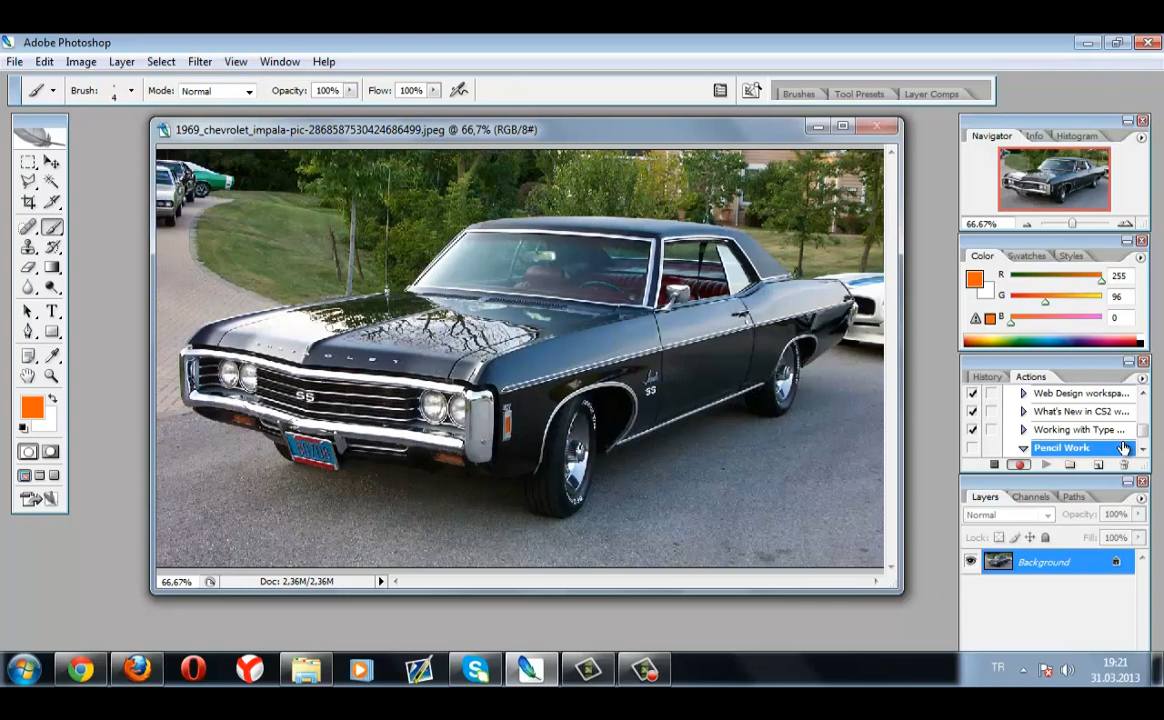 Adobe Photoshop
File Edit Image Layer Select Filter View Window Help
Brush: 4 Mode: Normal Opacity: 100% Flow: 100% Brushes Tool Presets Layer Comps
1969_chevrolet_impala-pic-2868587530424686499.jpeg @ 66,7% (RGB/8#)
SS
SS
66,67% Doc: 2,36M/2,36M
Navigator Info Histogram
66.67%
Color Swatches Styles
R 255
G 96
B 0
History Actions
Web Design workspa...
What's New in CS2 w...
Working with Type ...
Pencil Work
Layers Channels Paths
Normal Opacity: 100%
Lock: Fill: 100%
Background
TR 19:21
31.03.2013